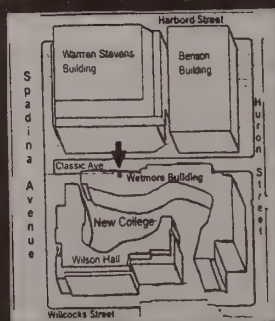 Harbord Street
Warren Stevens
Building
Benson
Building
Spadina Avenue
Huron Street
Classic Ave
Wetmore Building
New College
Wilson Hall
Willcocks Street